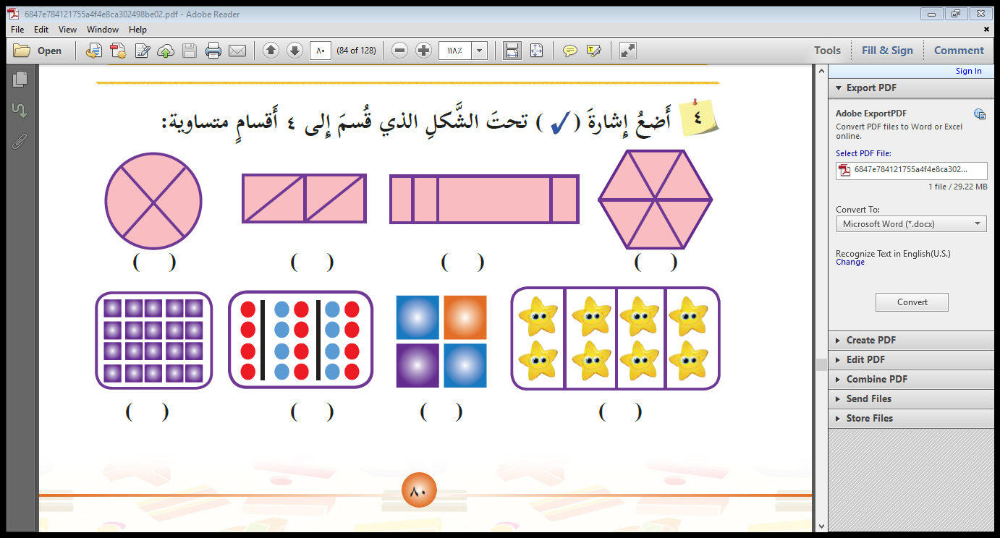 6847e784121755a4f4e8ca302498be02.pdf - Adobe Reader
File Edit View Window Help
Open ٨٠ (84 of 128) ١١٨٪ Tools Fill & Sign Comment
Sign In
Export PDF
Adobe ExportPDF
Convert PDF files to Word or Excel
online.
Select PDF File:
6847e784121755a4f4e8ca302...
1 file / 29.22 MB
Convert To:
Microsoft Word (*.docx)
Recognize Text in English(U.S.)
Change
Convert
Create PDF
Edit PDF
Combine PDF
Send Files
Store Files
٤ أَضعُ إِشارةَ (✓) تحتَ الشَّكلِ الذي قُسمَ إِلى ٤ أَقسامٍ متساوية:
( ) ( ) ( ) ( )
( ) ( ) ( ) ( )
٨٠